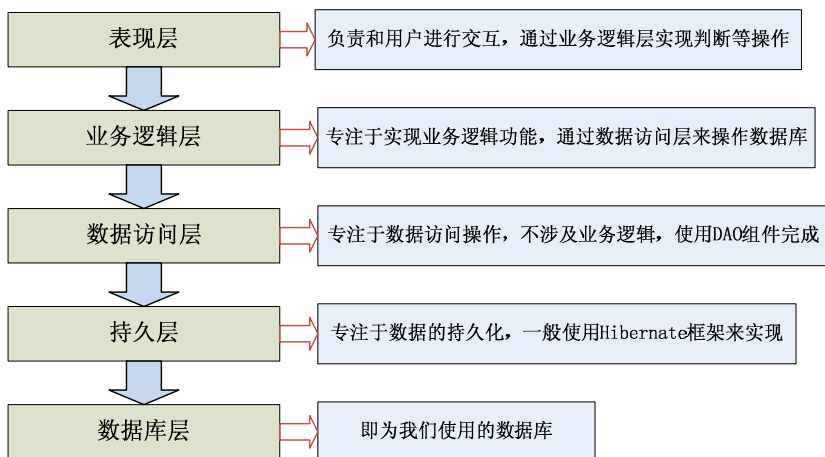 表现层
负责和用户进行交互，通过业务逻辑层实现判断等操作
业务逻辑层
专注于实现业务逻辑功能，通过数据访问层来操作数据库
数据访问层
专注于数据访问操作，不涉及业务逻辑，使用DAO组件完成
持久层
专注于数据的持久化，一般使用Hibernate框架来实现
数据库层
即为我们使用的数据库